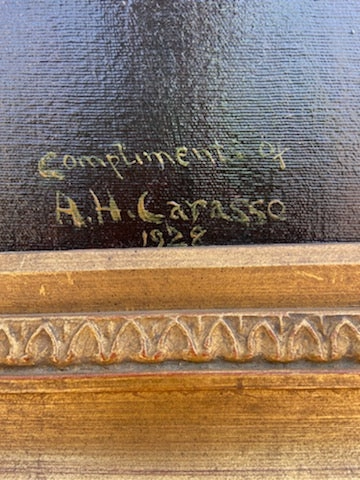 Compliments of
A.H. Carasso
1928